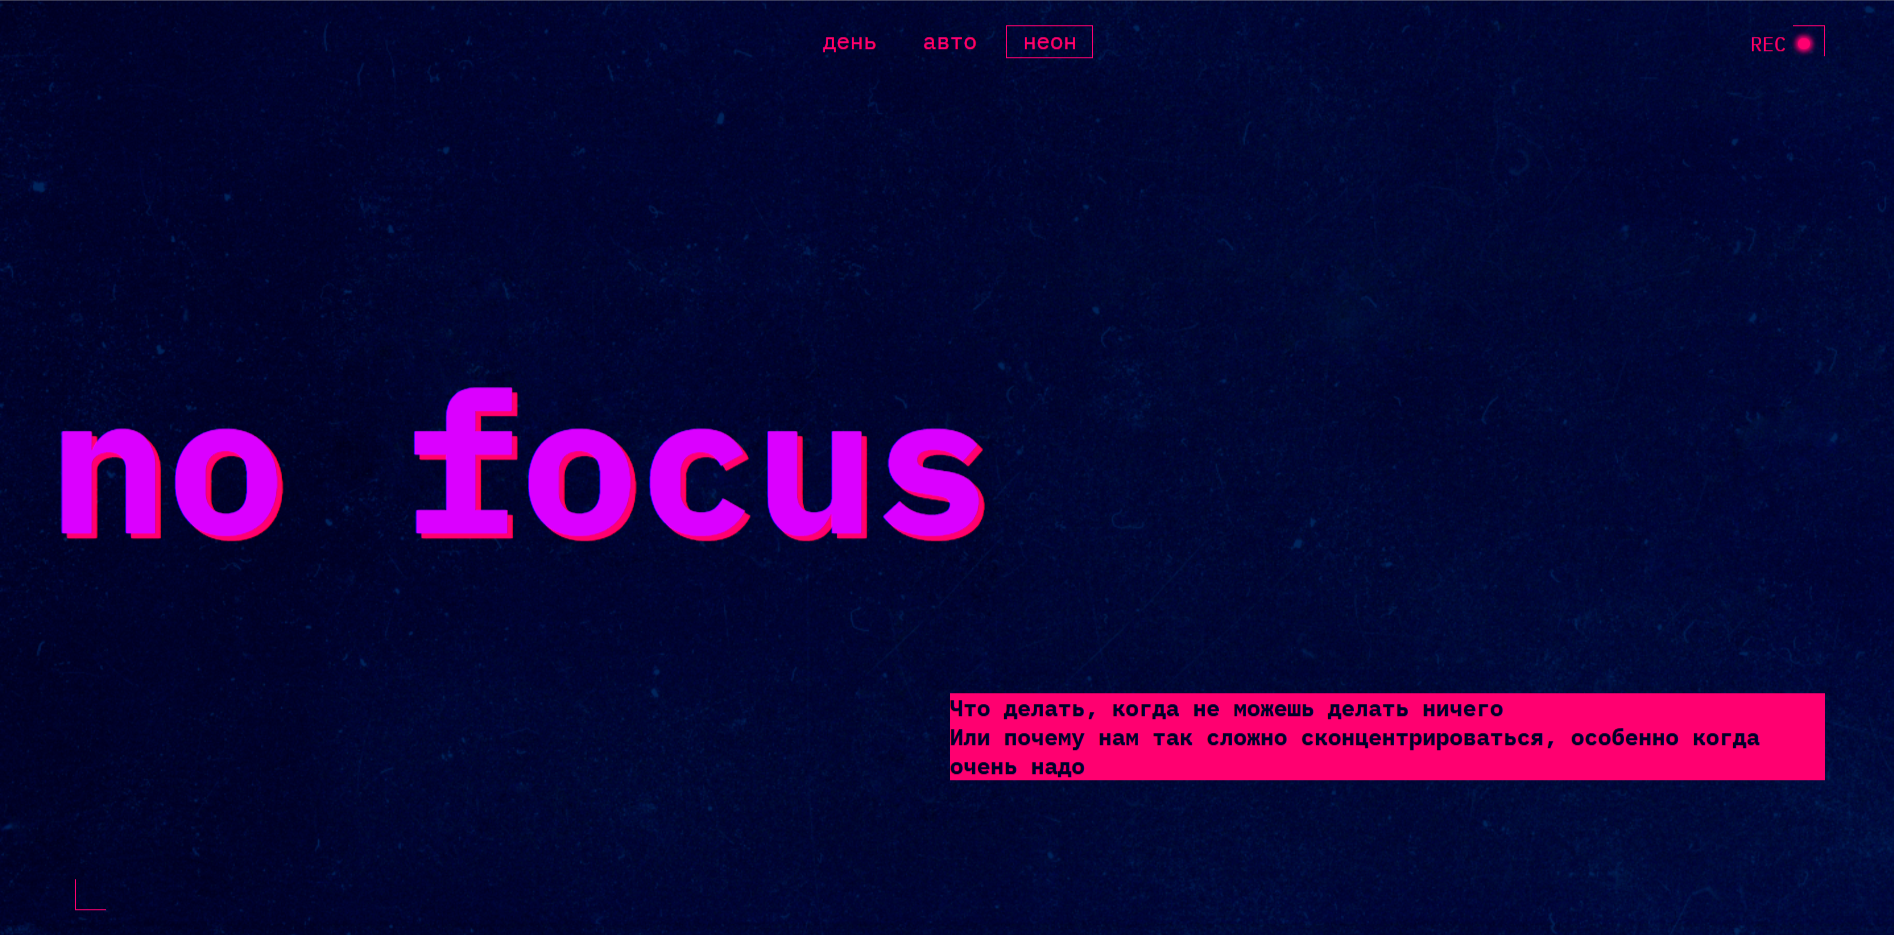 день авто неон
REC
no focus
Что делать, когда не можешь делать ничего
Или почему нам так сложно сконцентрироваться, особенно когда
очень надо